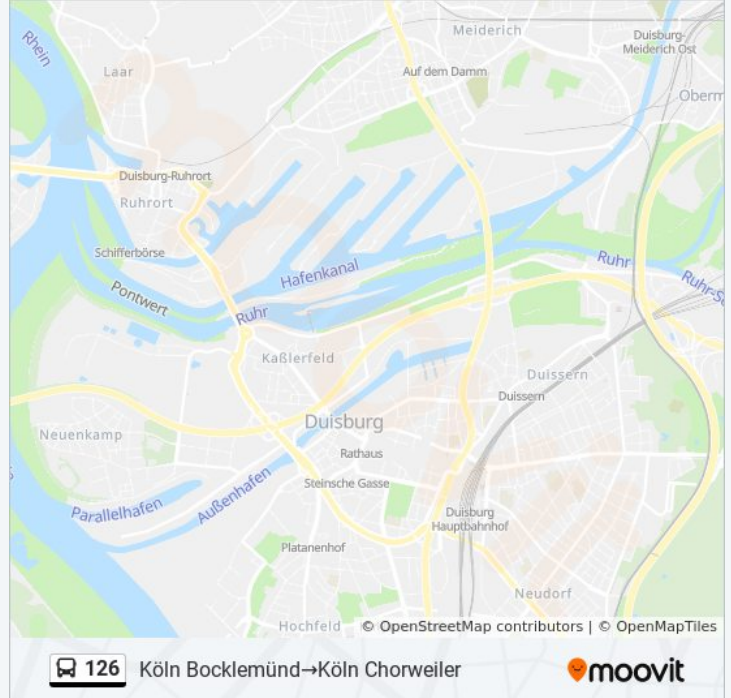 Rhein
Laar
Meiderich
Duisburg-
Meiderich Ost
Auf dem Damm
Oberm
Duisburg-Ruhrort
Ruhrort
Schifferbörse
Pontwert
Hafenkanal
Ruhr
Ruhr
Kaßlerfeld
Duissern
Duissern
Duisburg
Neuenkamp
Rathaus
Steinsche Gasse
Außenhafen
Parallelhafen
Duisburg
Hauptbahnhof
Platanenhof
Neudorf
Hochfeld
© OpenStreetMap contributors | © OpenMapTiles
126 Köln Bocklemünd→Köln Chorweiler
moovit